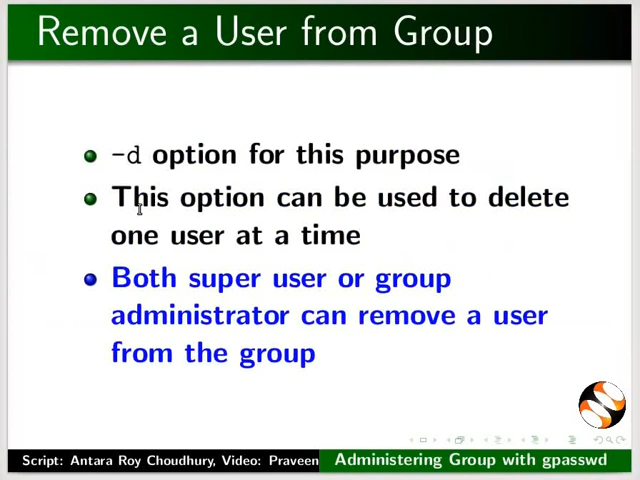 Remove a User from Group
-d option for this purpose
This option can be used to delete
one user at a time
Both super user or group
administrator can remove a user
from the group
Script: Antara Roy Choudhury, Video: Praveen
Administering Group with gpasswd